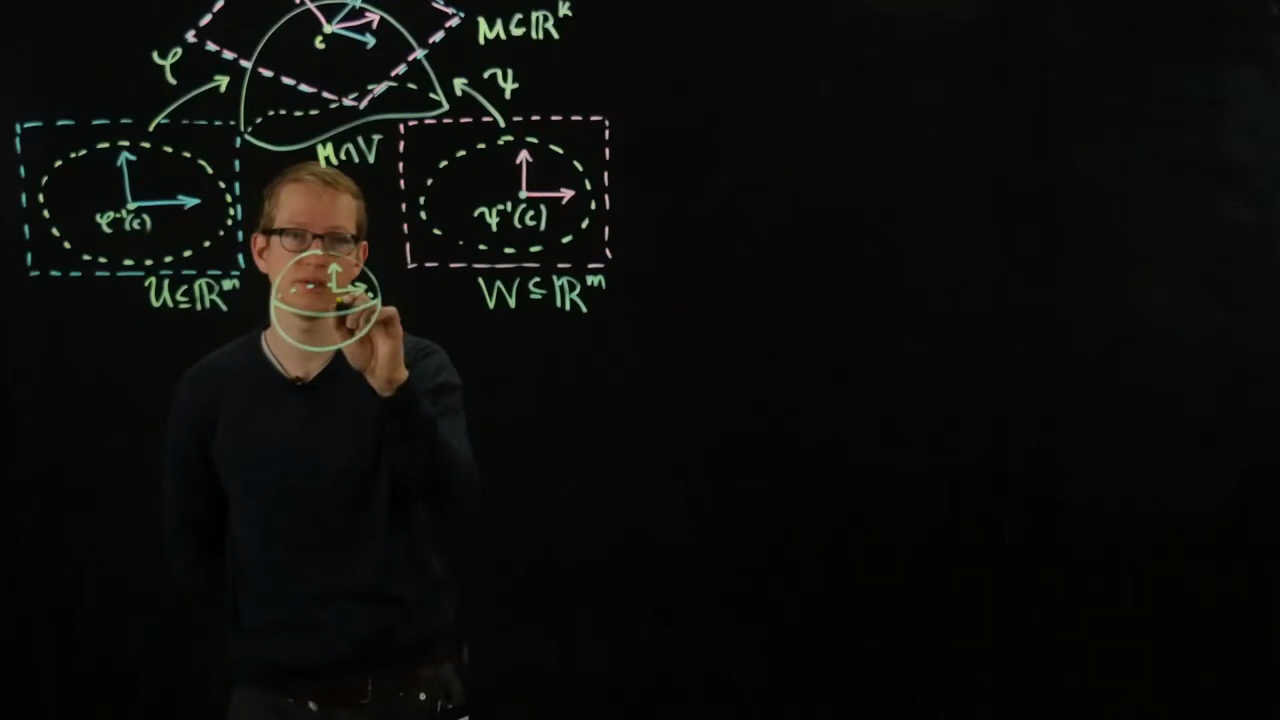 c
M ⊆ ℝᵏ
φ
ψ
M ∩ V
φ⁻¹(c)
ψ⁻¹(c)
U ⊆ ℝᵐ
W ⊆ ℝᵐ